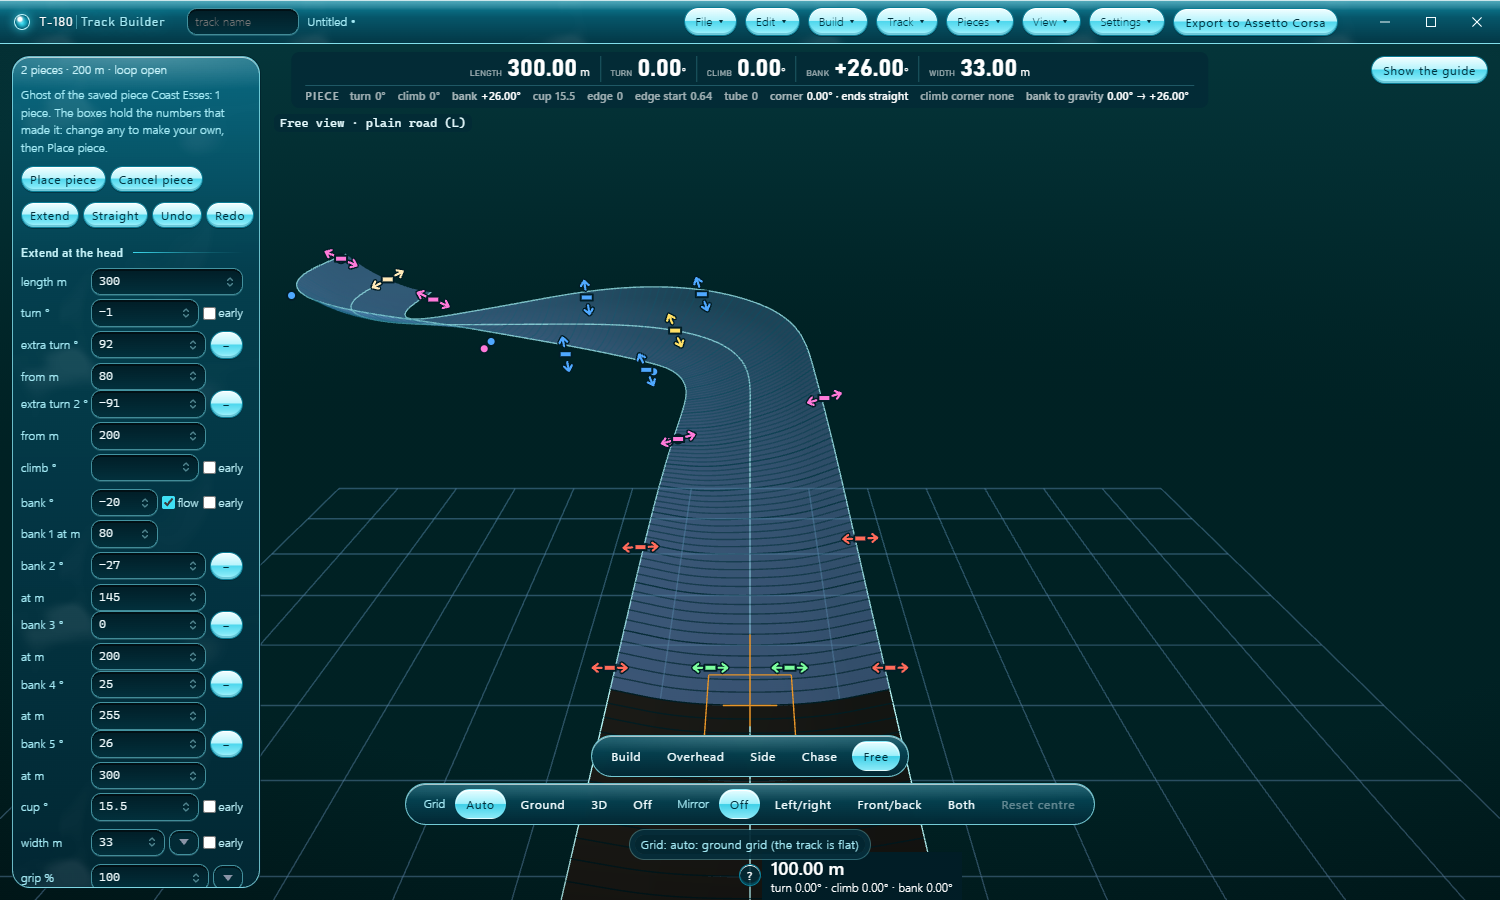 T-180 Track Builder
track name
Untitled •
File ▾
Edit ▾
Build ▾
Track ▾
Pieces ▾
View ▾
Settings ▾
Export to Assetto Corsa
2 pieces · 200 m · loop open
Ghost of the saved piece Coast Esses: 1
piece. The boxes hold the numbers that
made it: change any to make your own,
then Place piece.
Place piece
Cancel piece
Extend
Straight
Undo
Redo
Extend at the head
length m 300
turn ° −1 early
extra turn ° 92 −
from m 80
extra turn 2 ° −91 −
from m 200
climb ° early
bank ° −20 flow early
bank 1 at m 80
bank 2 ° −27 −
at m 145
bank 3 ° 0 −
at m 200
bank 4 ° 25 −
at m 255
bank 5 ° 26 −
at m 300
cup ° 15.5 early
width m 33 early
grip % 100
LENGTH 300.00 m TURN 0.00° CLIMB 0.00° BANK +26.00° WIDTH 33.00 m
PIECE turn 0° climb 0° bank +26.00° cup 15.5 edge 0 edge start 0.64 tube 0 corner 0.00° · ends straight climb corner none bank to gravity 0.00° → +26.00°
Show the guide
Free view · plain road (L)
Build
Overhead
Side
Chase
Free
Grid Auto Ground 3D Off Mirror Off Left/right Front/back Both Reset centre
Grid: auto: ground grid (the track is flat)
? 100.00 m
turn 0.00° · climb 0.00° · bank 0.00°